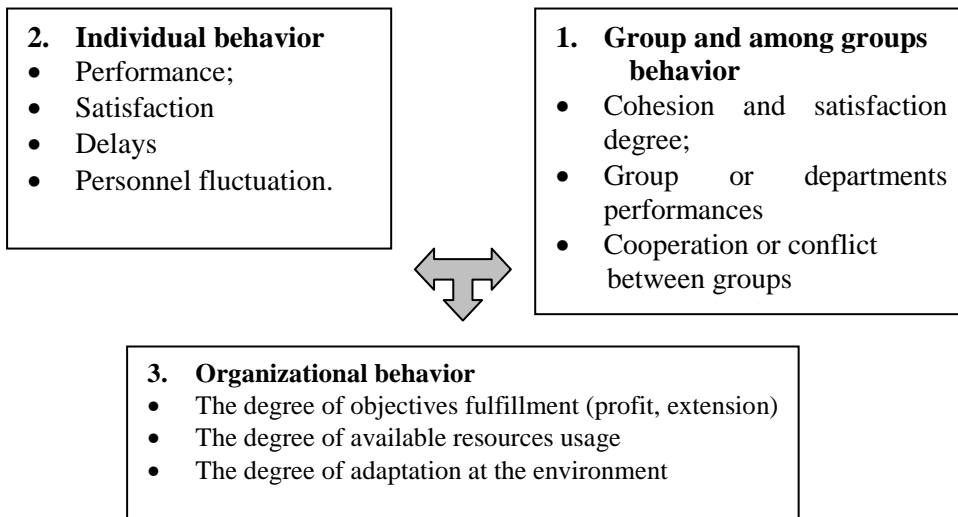 2. Individual behavior
• Performance;
• Satisfaction
• Delays
• Personnel fluctuation.
1. Group and among groups
behavior
• Cohesion and satisfaction
degree;
• Group or departments
performances
• Cooperation or conflict
between groups
3. Organizational behavior
• The degree of objectives fulfillment (profit, extension)
• The degree of available resources usage
• The degree of adaptation at the environment